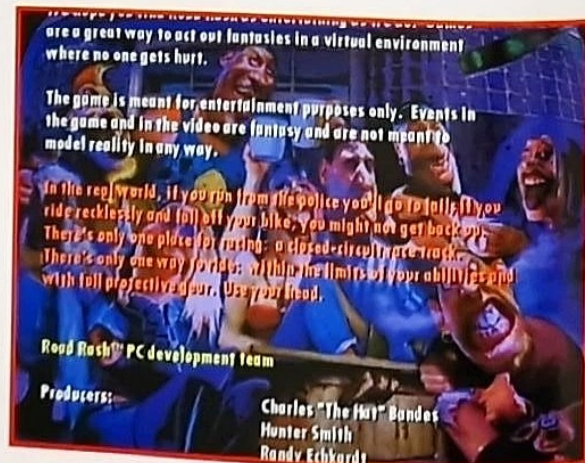 are a great way to act out fantasies in a virtual environment
where no one gets hurt.
The game is meant for entertainment purposes only. Events in
the game and in the video are fantasy and are not meant to
model reality in any way.
In the real world, if you run from the police you'll go to jail. If you
ride recklessly and fall off your bike, you might not get back up.
There's only one place for racing: a closed-circuit race track.
There's only one way to ride: within the limits of your abilities and
with full protective gear. Use your head.
Road Rash™ PC development team
Producers:
Charles "The Hat" Bandes
Hunter Smith
Randy Echhardt